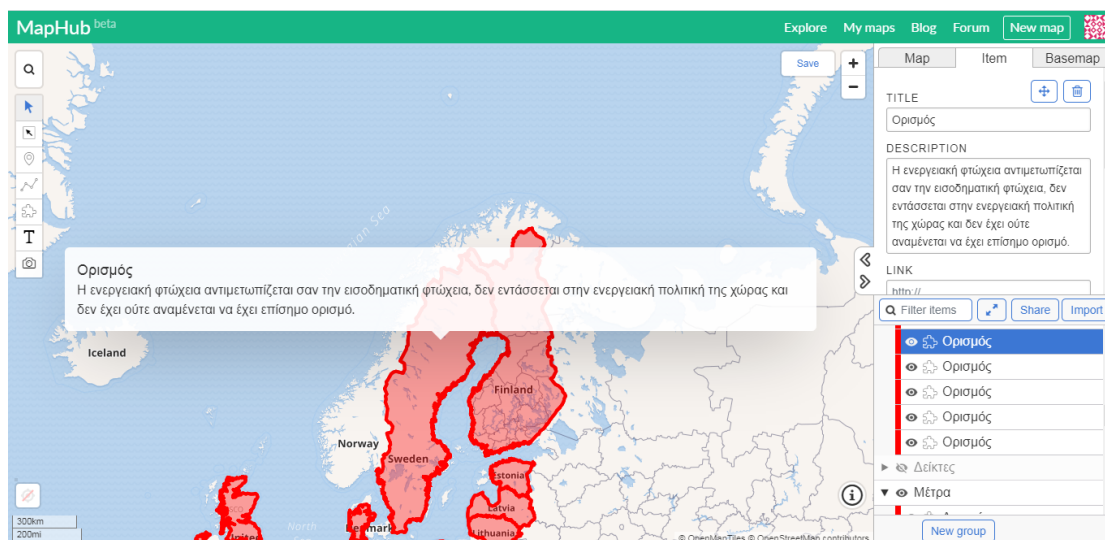 MapHub beta
Explore My maps Blog Forum New map
Save
+
−
Map Item Basemap
TITLE
Ορισμός
DESCRIPTION
Η ενεργειακή φτώχεια αντιμετωπίζεται
σαν την εισοδηματική φτώχεια, δεν
εντάσσεται στην ενεργειακή πολιτική
της χώρας και δεν έχει ούτε
αναμένεται να έχει επίσημο ορισμό.
LINK
http://
Filter items Share Import
Ορισμός
Ορισμός
Ορισμός
Ορισμός
Ορισμός
Δείκτες
Μέτρα
New group
T
Ορισμός
Η ενεργειακή φτώχεια αντιμετωπίζεται σαν την εισοδηματική φτώχεια, δεν εντάσσεται στην ενεργειακή πολιτική της χώρας και
δεν έχει ούτε αναμένεται να έχει επίσημο ορισμό.
Iceland
Finland
Norway
Sweden
Estonia
Latvia
Lithuania
North
300km
200mi
© OpenMapTiles © OpenStreetMap contributors